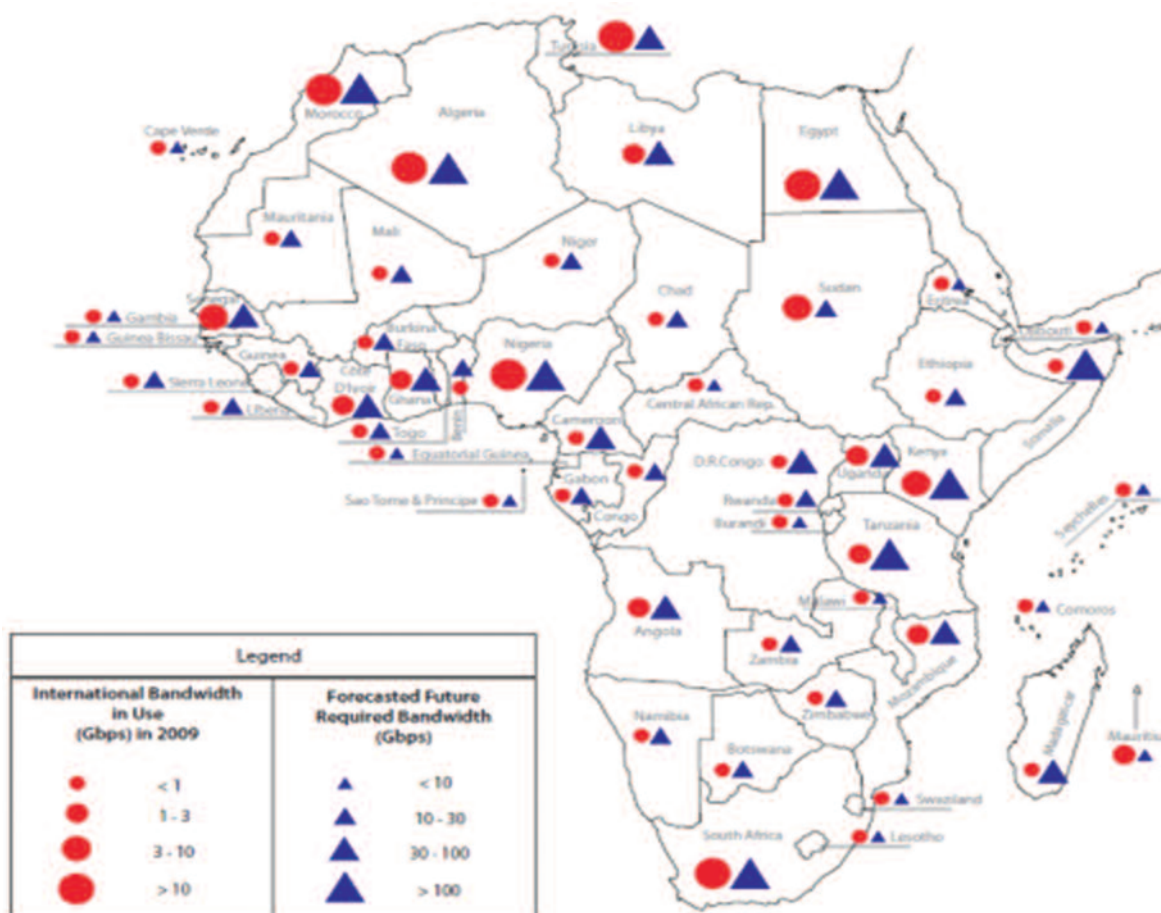 Tunisia
Morocco
Algeria
Libya
Egypt
Cape Verde
Mauritania
Mali
Niger
Chad
Sudan
Eritrea
Senegal
Gambia
Guinea Bissau
Burkina
Faso
Nigeria
Djibouti
Ethiopia
Guinea
Cote
D'Ivoir
Ghana
Benin
Sierra Leone
Liberia
Togo
Central African Rep.
Cameroon
Somalia
Equatorial Guinea
Sao Tome & Principe
Gabon
Congo
D.R.Congo
Uganda
Kenya
Rwanda
Burundi
Tanzania
Seychelles
Comoros
Malawi
Angola
Zambia
Mozambique
Zimbabwe
Namibia
Botswana
Madagascar
Mauritiu
Swaziland
Lesotho
South Africa
Legend
International Bandwidth
in Use
(Gbps) in 2009
Forecasted Future
Required Bandwidth
(Gbps)
< 1
< 10
1 - 3
10 - 30
3 - 10
30 - 100
> 10
> 100